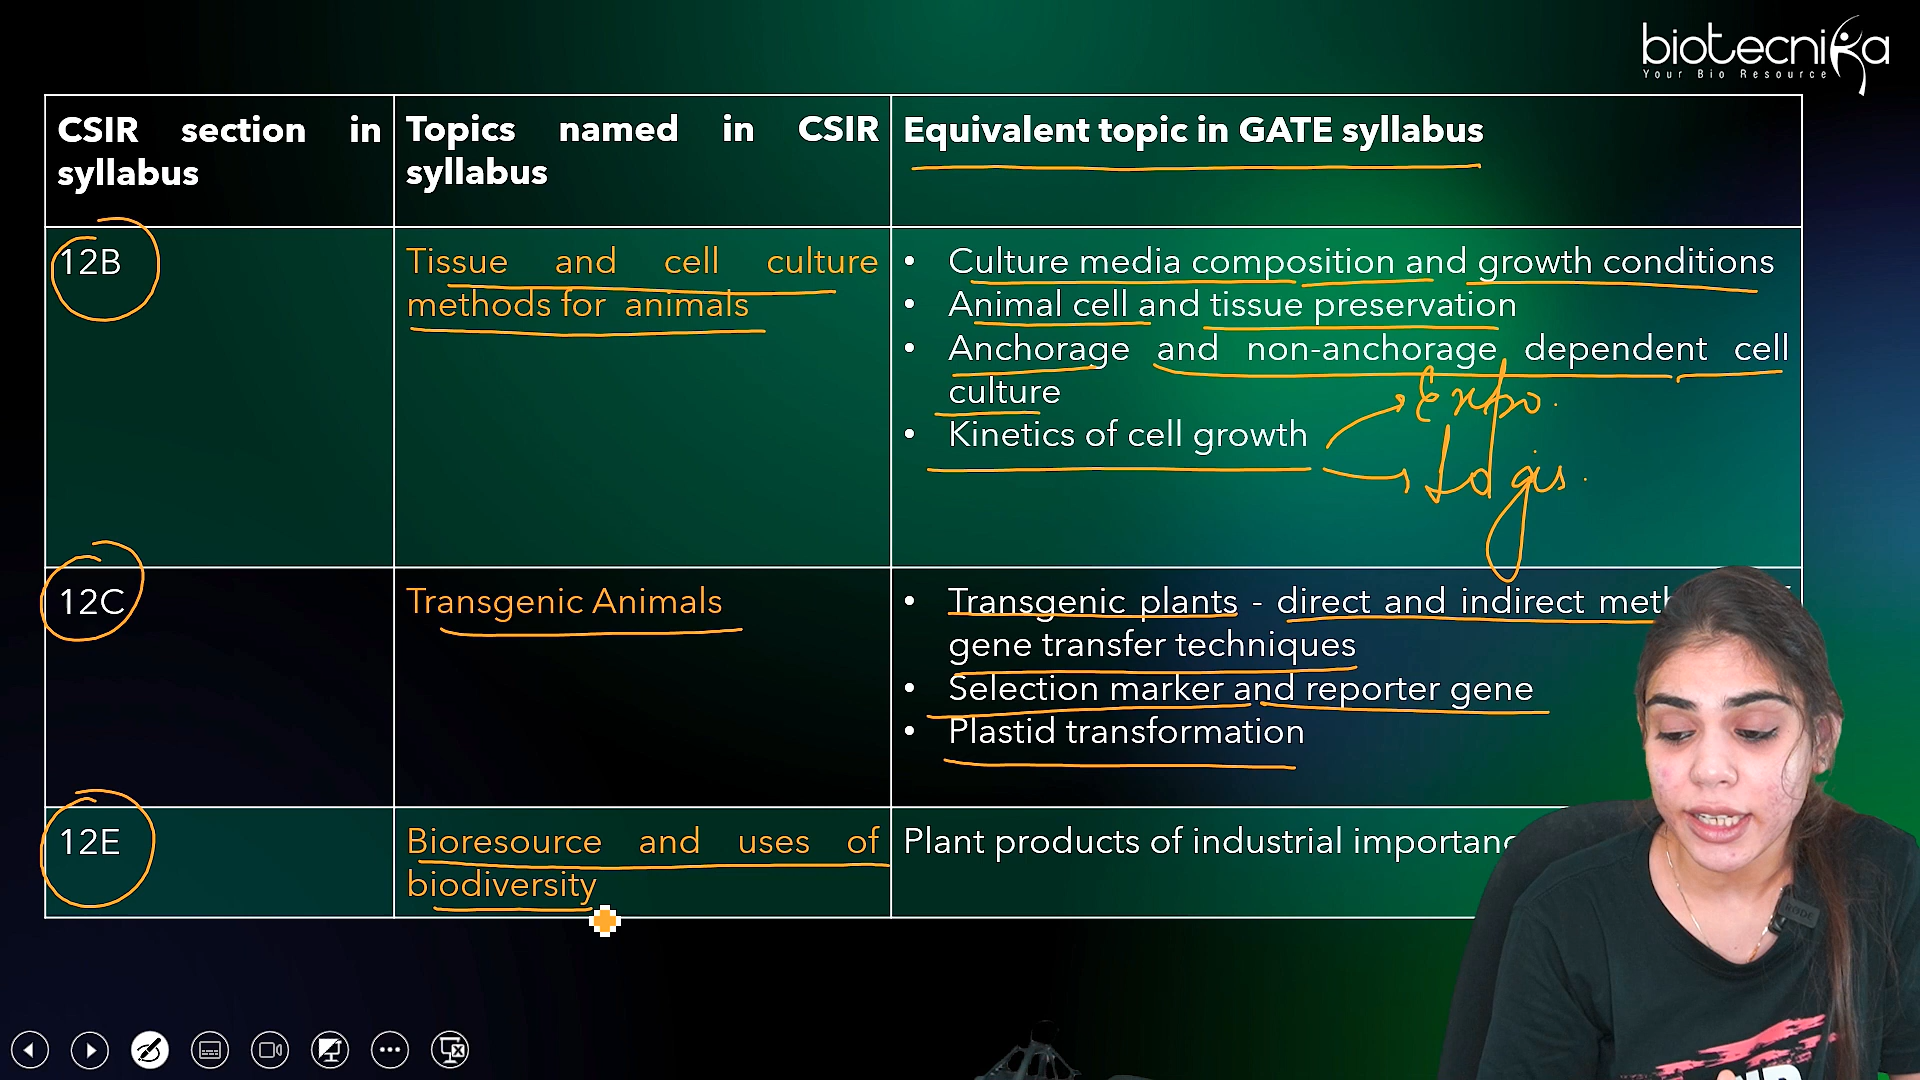 biotecnika
Your Bio Resource
CSIR section in
syllabus
Topics named in CSIR
syllabus
Equivalent topic in GATE syllabus
12B
Tissue and cell culture
methods for animals
• Culture media composition and growth conditions
• Animal cell and tissue preservation
• Anchorage and non-anchorage dependent cell
culture
• Kinetics of cell growth
Expo.
Logis.
12C
Transgenic Animals
• Transgenic plants - direct and indirect
gene transfer techniques
• Selection marker and reporter gene
• Plastid transformation
12E
Bioresource and uses of
biodiversity
Plant products of industrial
RODE